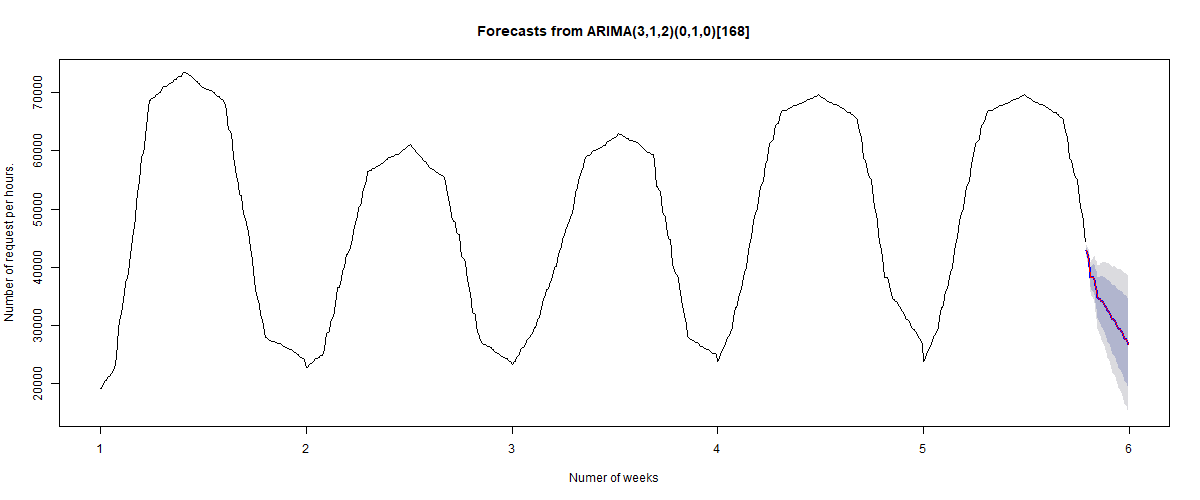 Forecasts from ARIMA(3,1,2)(0,1,0)[168]
Number of request per hours.
70000
60000
50000
40000
30000
20000
1 2 3 4 5 6
Numer of weeks